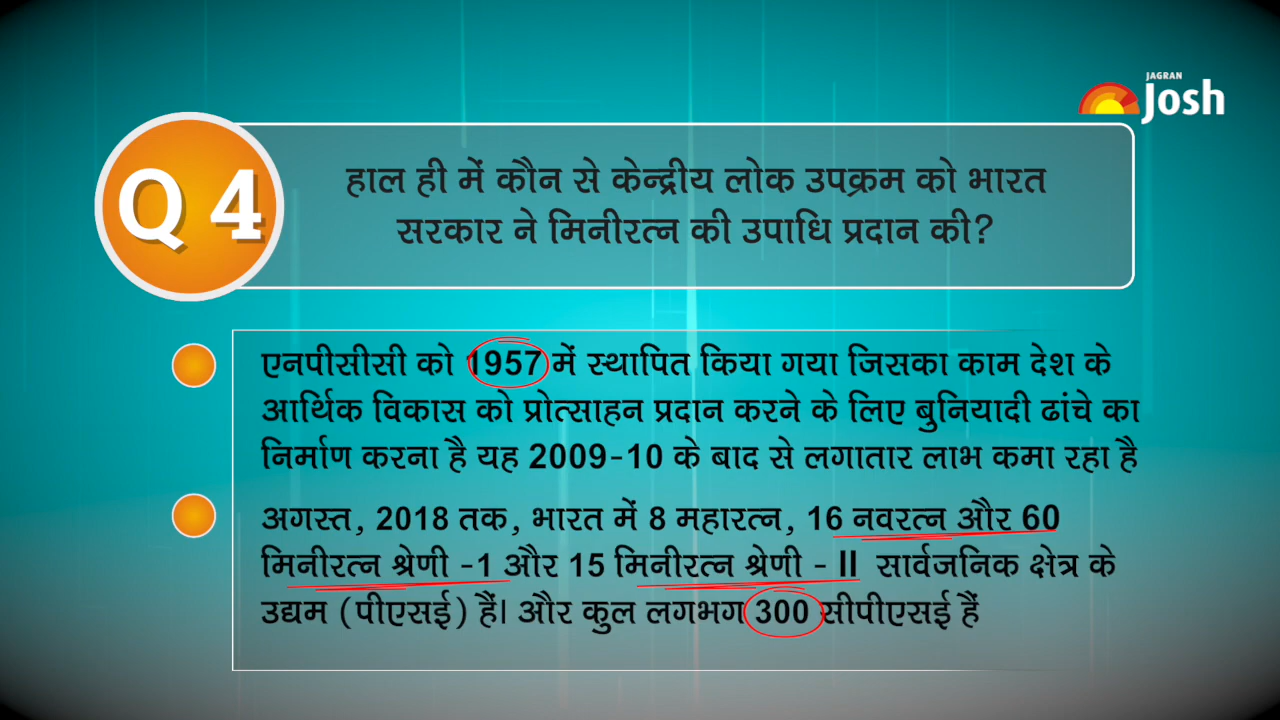 JAGRAN
Josh
Q 4
हाल ही में कौन से केन्द्रीय लोक उपक्रम को भारत
सरकार ने मिनीरत्न की उपाधि प्रदान की?
एनपीसीसी को 1957 में स्थापित किया गया जिसका काम देश के
आर्थिक विकास को प्रोत्साहन प्रदान करने के लिए बुनियादी ढांचे का
निर्माण करना है यह 2009-10 के बाद से लगातार लाभ कमा रहा है
अगस्त, 2018 तक, भारत में 8 महारत्न, 16 नवरत्न और 60
मिनीरत्न श्रेणी -1 और 15 मिनीरत्न श्रेणी - II सार्वजनिक क्षेत्र के
उद्यम (पीएसई) हैं। और कुल लगभग 300 सीपीएसई हैं